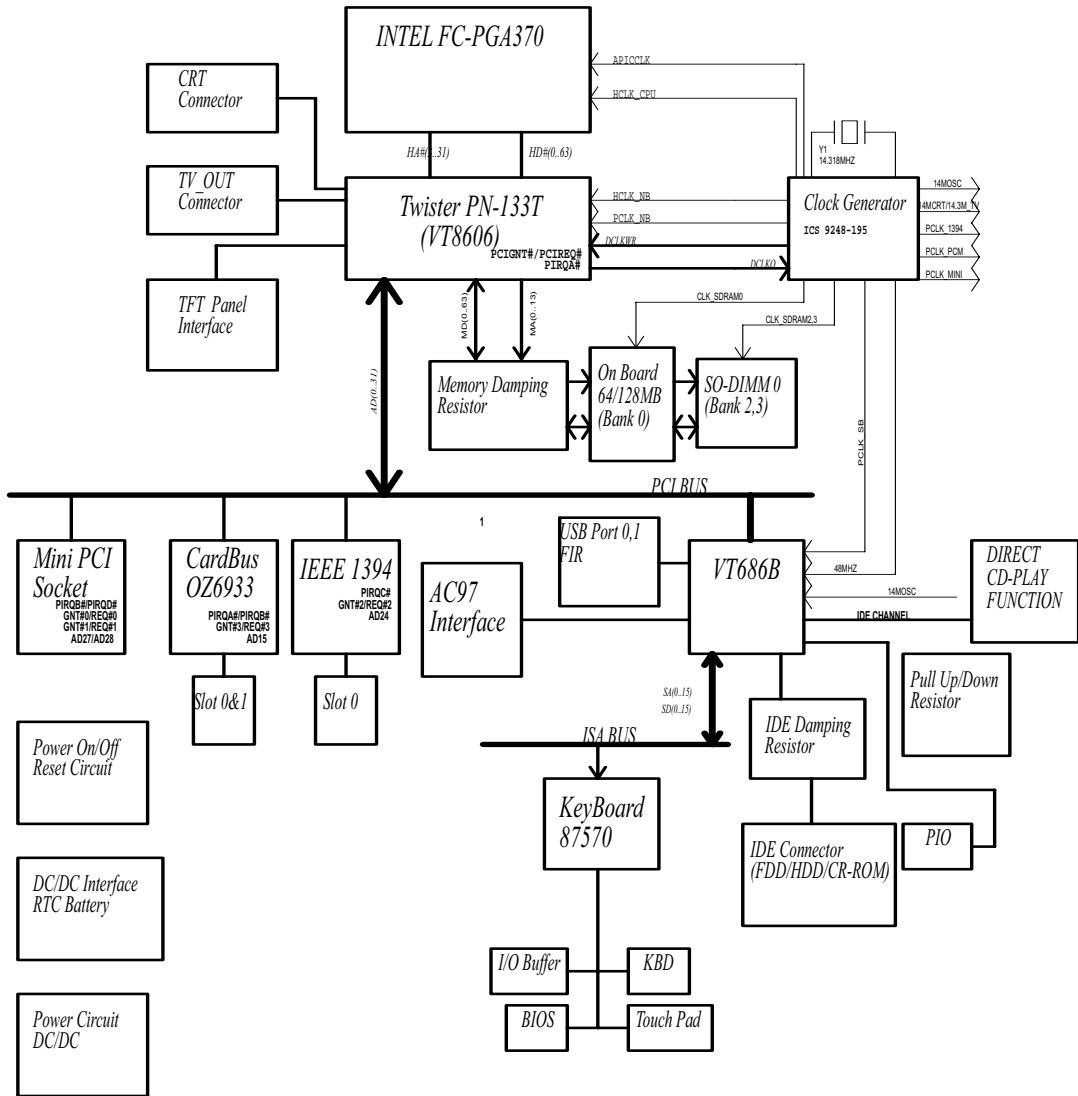 INTEL FC-PGA370
APICCLK
HCLK_CPU
CRT
Connector
Y1
14.318MHZ
HA#(3..31)
HD#(0..63)
TV_OUT
Connector
Twister PN-133T
(VT8606)
PCIGNT#/PCIREQ#
PIRQA#
HCLK_NB
PCLK_NB
DCLKWR
DCLKO
Clock Generator
ICS 9248-195
14MOSC
14MCRT/14.3M_TV
PCLK_1394
PCLK_PCM
PCLK_MINI
TFT Panel
Interface
AD(0..31)
MD(0..63)
MA(0..13)
CLK_SDRAM0
CLK_SDRAM2,3
Memory Damping
Resistor
On Board
64/128MB
(Bank 0)
SO-DIMM 0
(Bank 2,3)
PCLK_SB
PCI BUS
1
Mini PCI
Socket
PIRQB#/PIRQD#
GNT#0/REQ#0
GNT#1/REQ#1
AD27/AD28
CardBus
OZ6933
PIRQA#/PIRQB#
GNT#3/REQ#3
AD15
IEEE 1394
PIRQC#
GNT#2/REQ#2
AD24
USB Port 0,1
FIR
AC97
Interface
VT686B
48MHZ
14MOSC
IDE CHANNEL
DIRECT
CD-PLAY
FUNCTION
Slot 0&1
Slot 0
SA(0..15)
SD(0..15)
Pull Up/Down
Resistor
ISA BUS
IDE Damping
Resistor
Power On/Off
Reset Circuit
KeyBoard
87570
IDE Connector
(FDD/HDD/CR-ROM)
PIO
DC/DC Interface
RTC Battery
I/O Buffer
KBD
BIOS
Touch Pad
Power Circuit
DC/DC